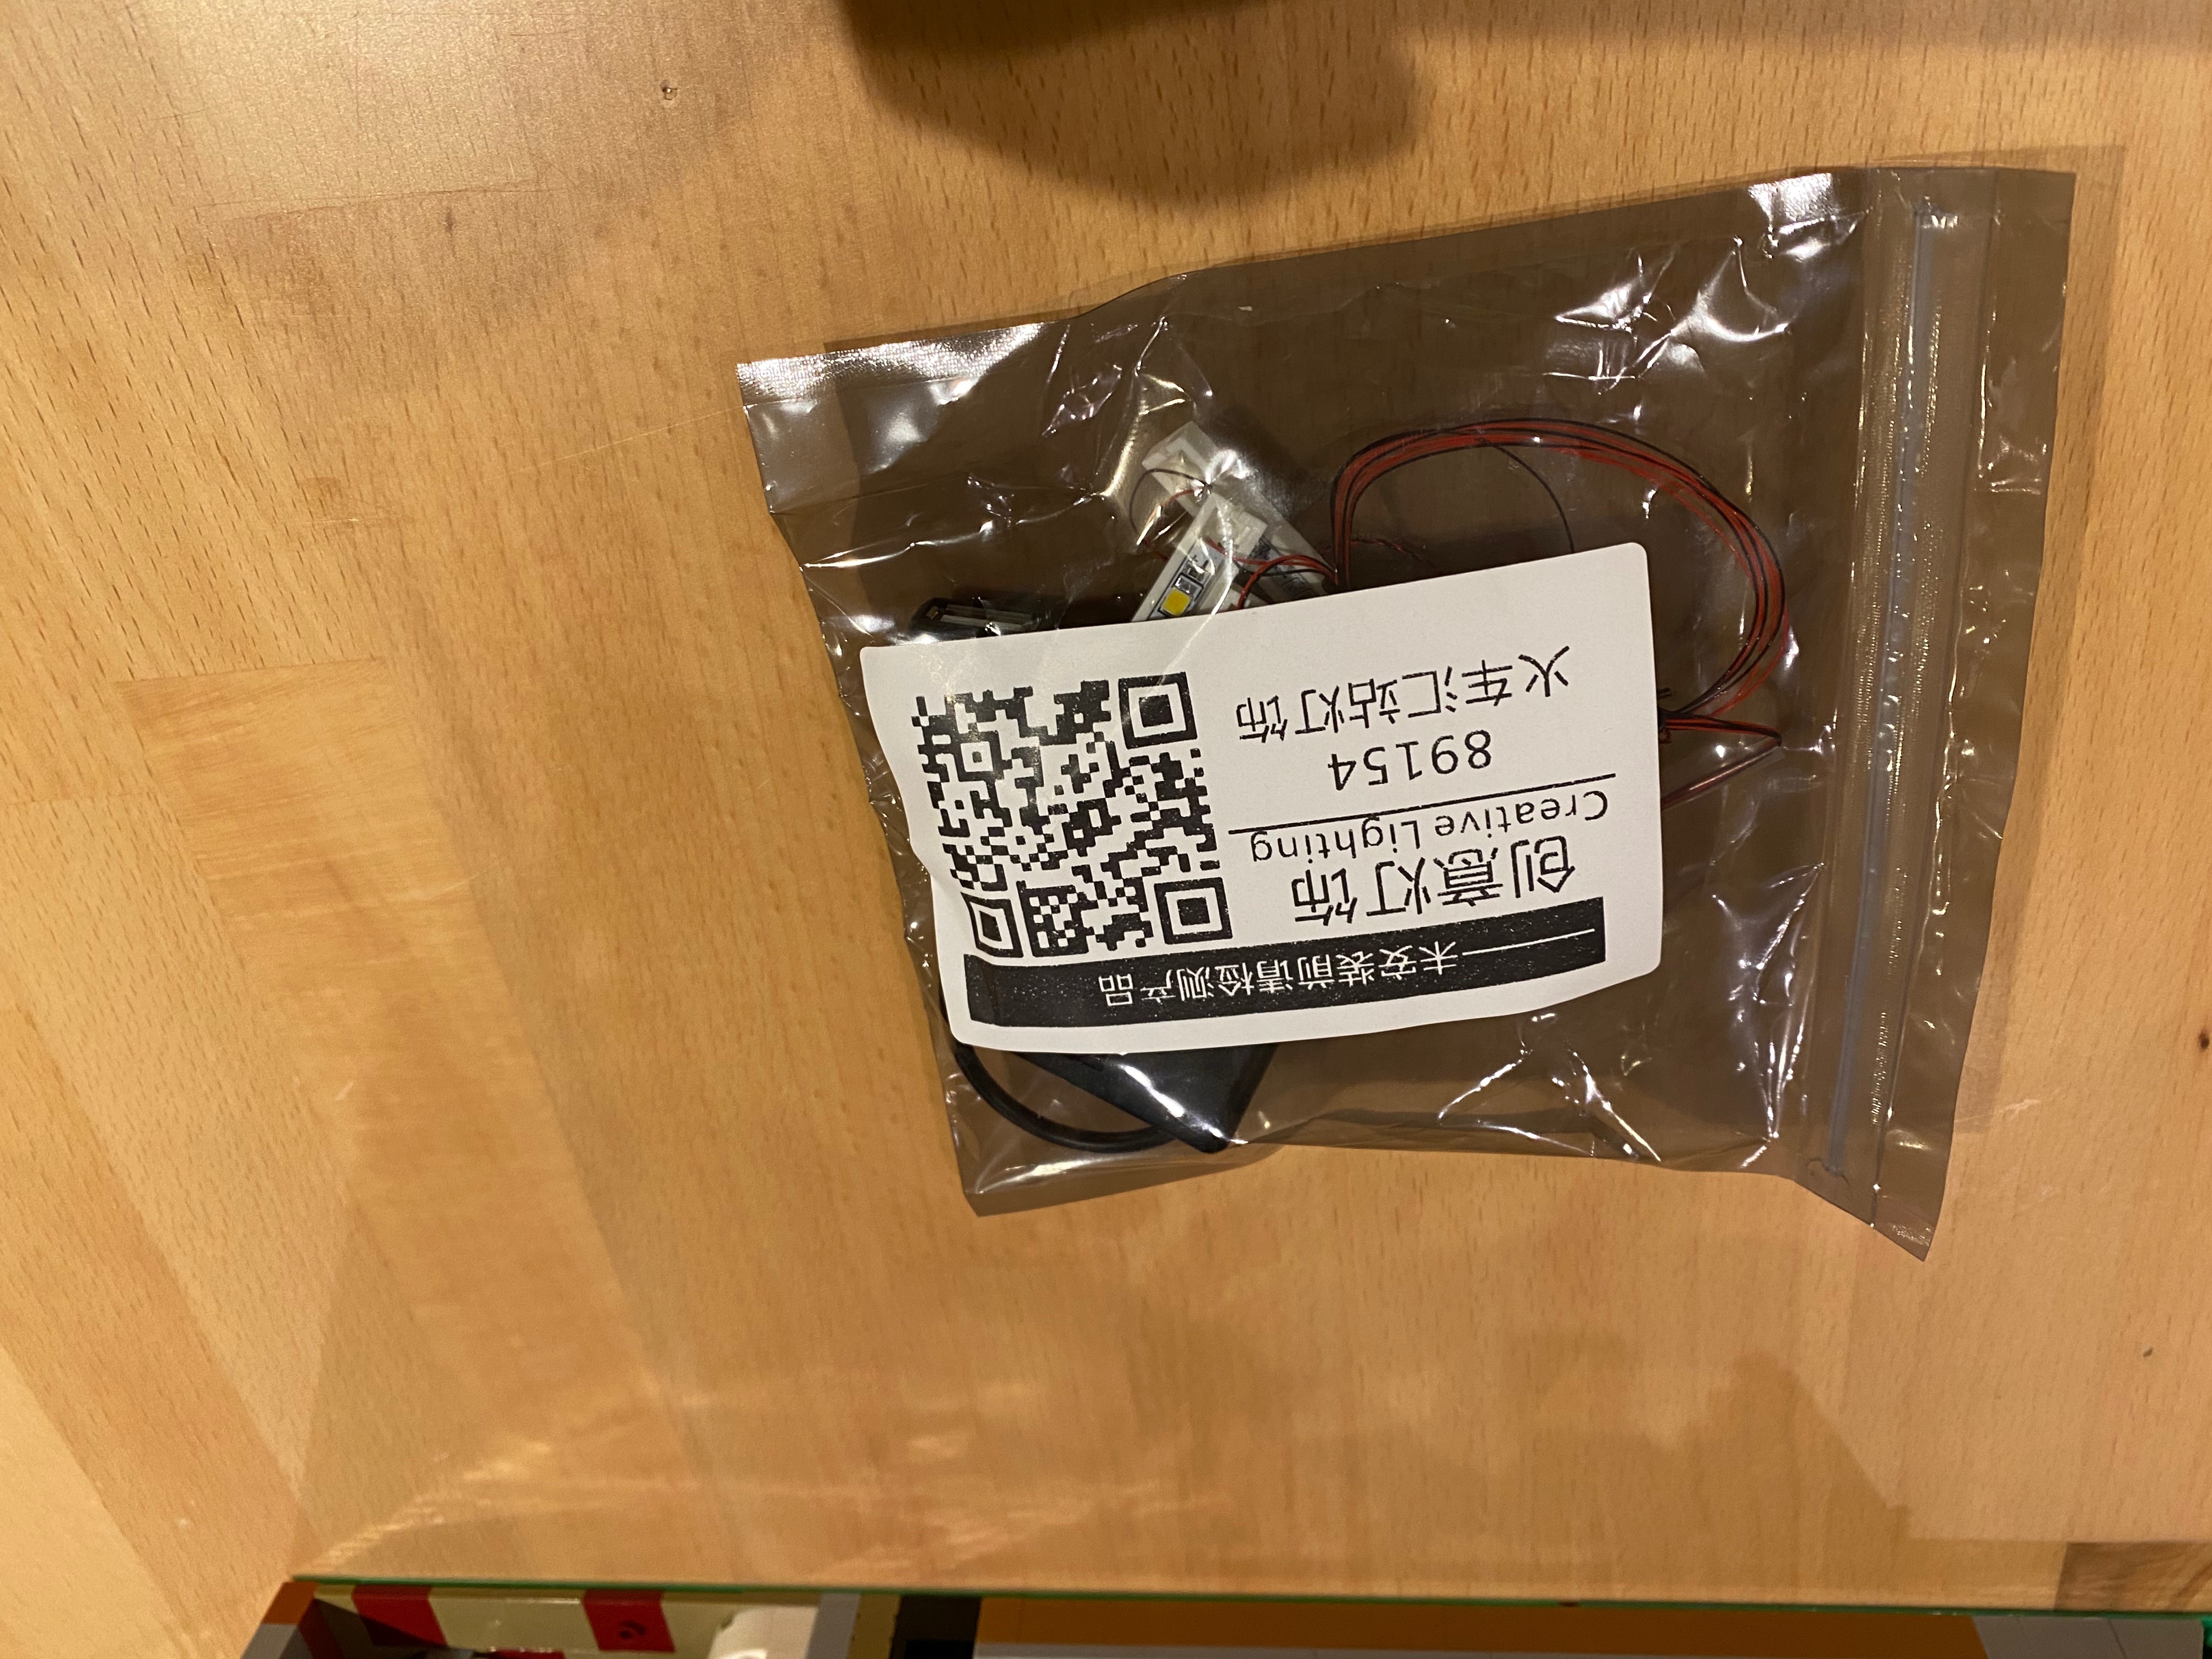 ——未安装前请检测产品
创意灯饰
Creative Lighting
89154
火车汇站灯饰